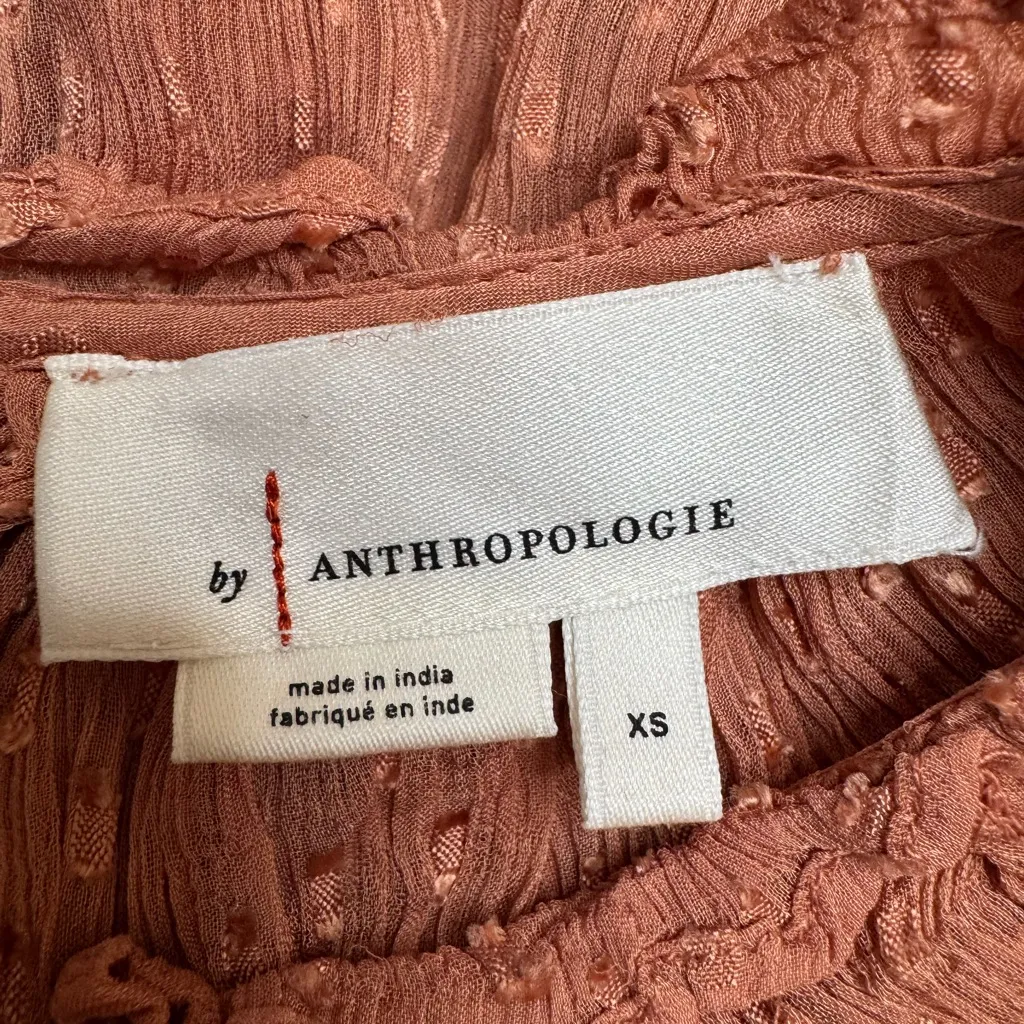 by ANTHROPOLOGIE
made in india
fabriqué en inde
XS